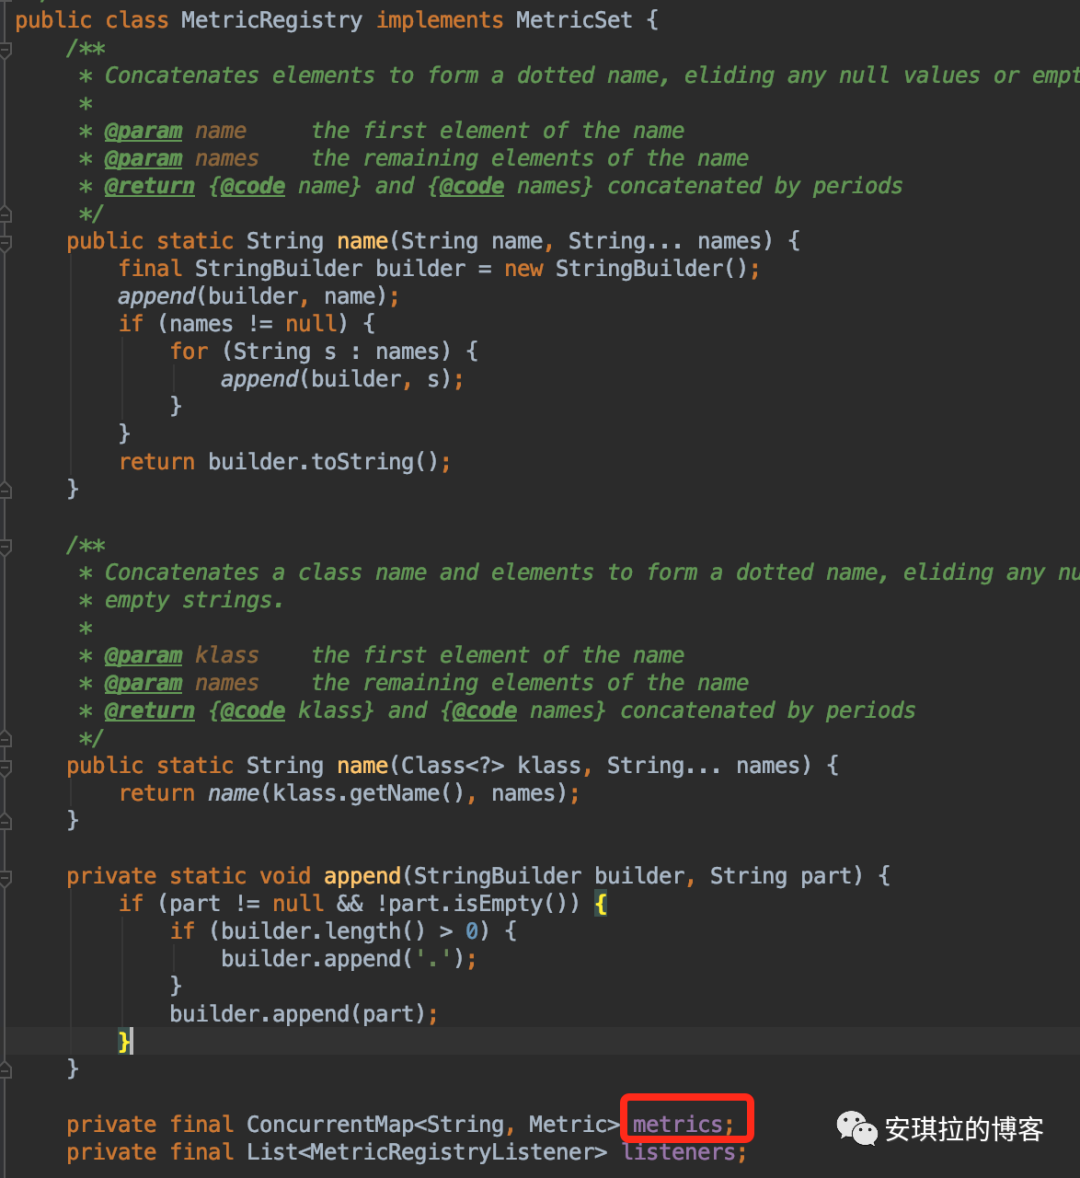 public class MetricRegistry implements MetricSet {
/**
* Concatenates elements to form a dotted name, eliding any null values or
*
* @param name the first element of the name
* @param names the remaining elements of the name
* @return {@code name} and {@code names} concatenated by periods
*/
public static String name(String name, String... names) {
final StringBuilder builder = new StringBuilder();
append(builder, name);
if (names != null) {
for (String s : names) {
append(builder, s);
}
}
return builder.toString();
}
/**
* Concatenates a class name and elements to form a dotted name, eliding any
* empty strings.
*
* @param klass the first element of the name
* @param names the remaining elements of the name
* @return {@code klass} and {@code names} concatenated by periods
*/
public static String name(Class<?> klass, String... names) {
return name(klass.getName(), names);
}
private static void append(StringBuilder builder, String part) {
if (part != null && !part.isEmpty()) {
if (builder.length() > 0) {
builder.append('.');
}
builder.append(part);
}
}
private final ConcurrentMap<String, Metric> metrics;
private final List<MetricRegistryListener> listeners;
安琪拉的博客